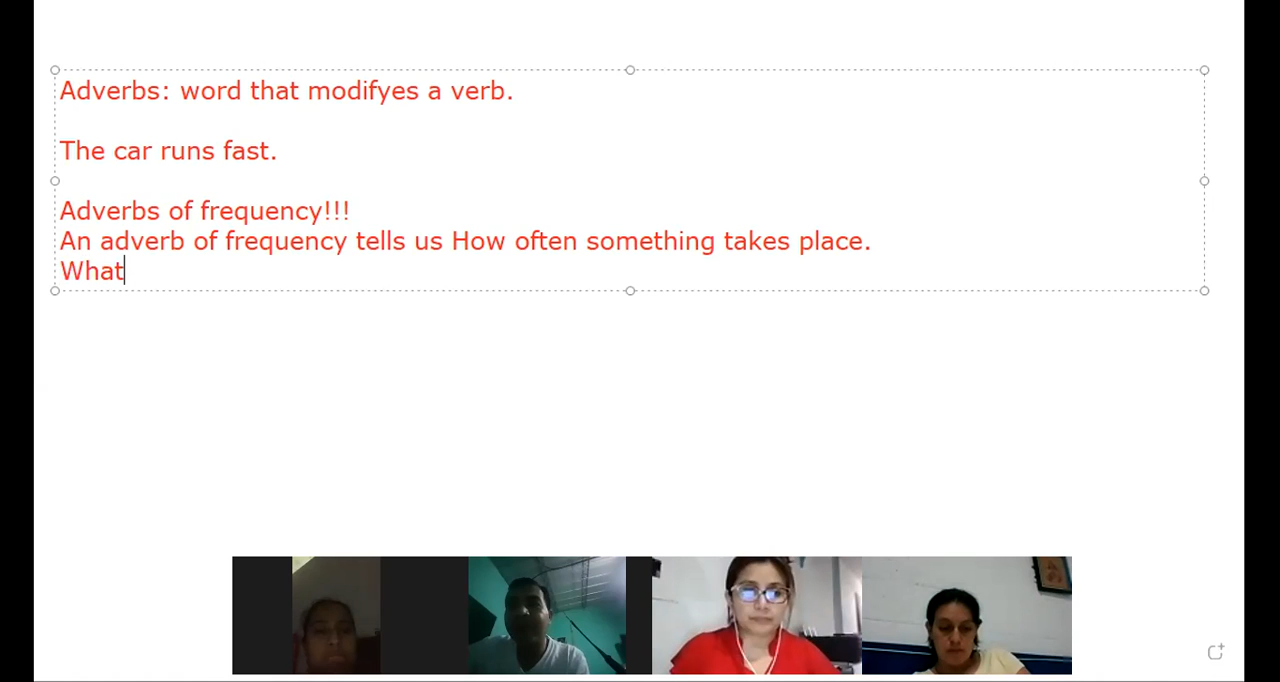 Adverbs: word that modifyes a verb.
The car runs fast.
Adverbs of frequency!!!
An adverb of frequency tells us How often something takes place.
What